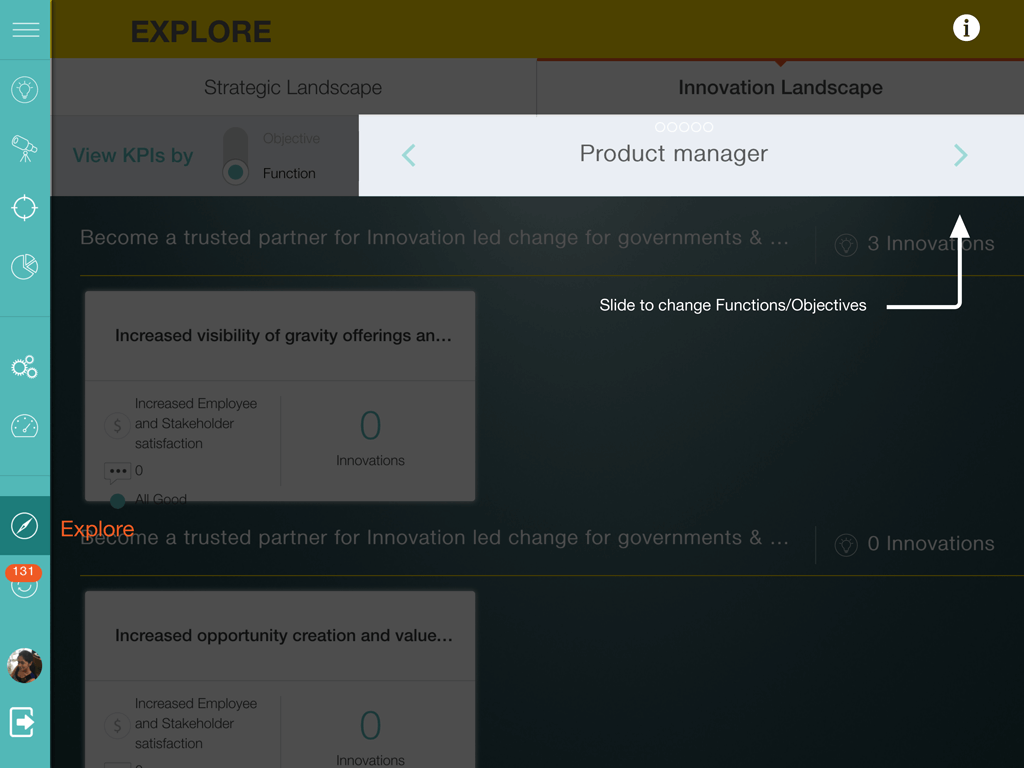 EXPLORE
i
Strategic Landscape
Innovation Landscape
View KPIs by
Objective
Function
Product manager
Become a trusted partner for Innovation led change for governments & ...
3 Innovations
Slide to change Functions/Objectives
Increased visibility of gravity offerings an...
$
Increased Employee
and Stakeholder
satisfaction
0
All Good
0
Innovations
Explore
Become a trusted partner for Innovation led change for governments & ...
0 Innovations
131
Increased opportunity creation and value...
$
Increased Employee
and Stakeholder
satisfaction
0
Innovations